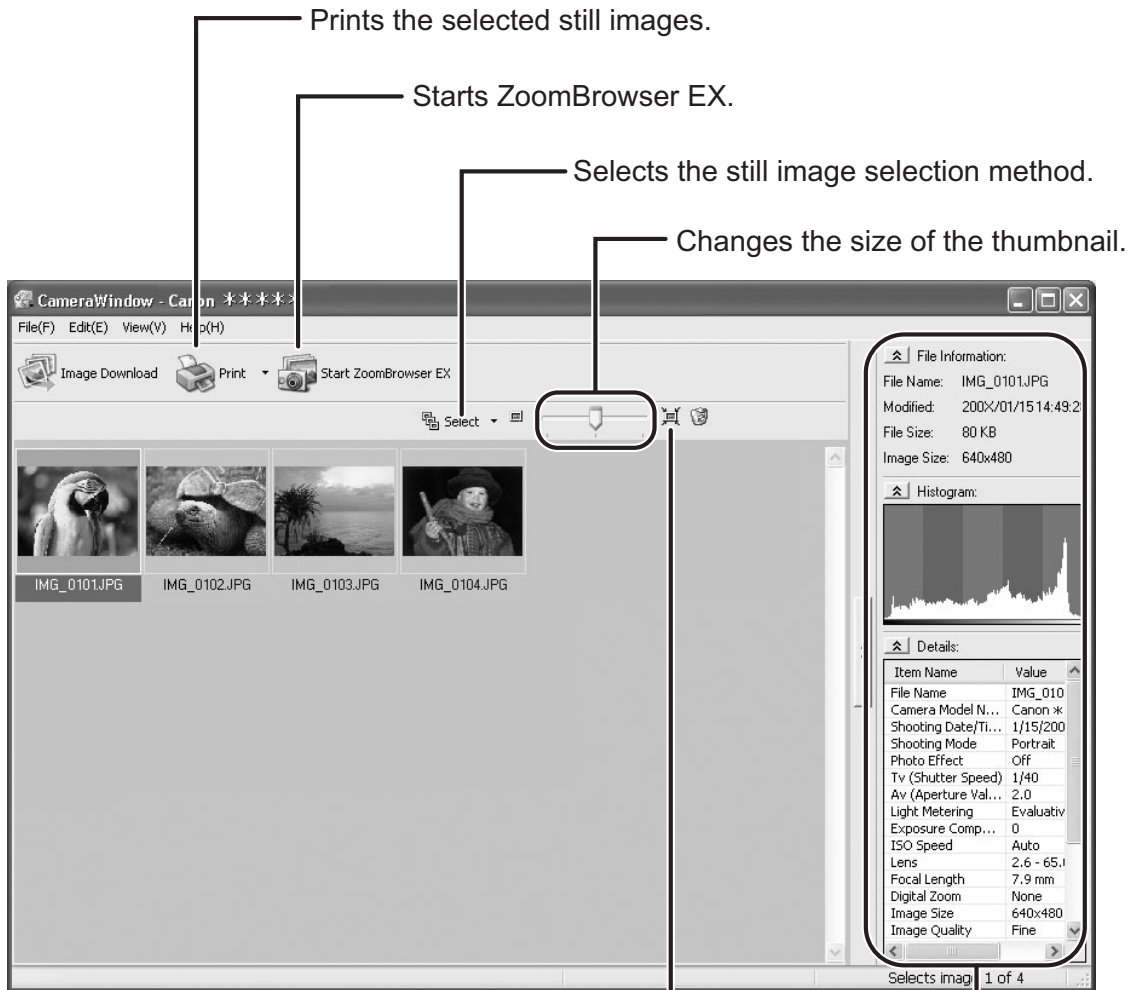 Prints the selected still images.
Starts ZoomBrowser EX.
Selects the still image selection method.
Changes the size of the thumbnail.
CameraWindow - Canon *****
File(F) Edit(E) View(V) Help(H)
Image Download Print Start ZoomBrowser EX
Select
IMG_0101.JPG IMG_0102.JPG IMG_0103.JPG IMG_0104.JPG
File Information:
File Name: IMG_0101.JPG
Modified: 200X/01/15 14:49:2
File Size: 80 KB
Image Size: 640x480
Histogram:
Details:
Item Name Value
File Name IMG_010
Camera Model N... Canon *
Shooting Date/Ti... 1/15/200
Shooting Mode Portrait
Photo Effect Off
Tv (Shutter Speed) 1/40
Av (Aperture Val... 2.0
Light Metering Evaluativ
Exposure Comp... 0
ISO Speed Auto
Lens 2.6 - 65.
Focal Length 7.9 mm
Digital Zoom None
Image Size 640x480
Image Quality Fine
Selects image 1 of 4